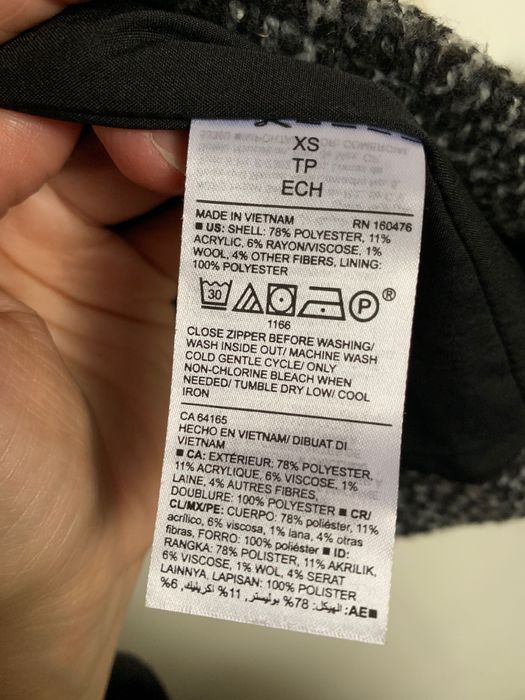 XS
TP
ECH
MADE IN VIETNAM RN 160476
■ US: SHELL: 78% POLYESTER, 11%
ACRYLIC, 6% RAYON/VISCOSE, 1%
WOOL, 4% OTHER FIBERS, LINING:
100% POLYESTER
30 P ®
1166
CLOSE ZIPPER BEFORE WASHING/
WASH INSIDE OUT/ MACHINE WASH
COLD GENTLE CYCLE/ ONLY
NON-CHLORINE BLEACH WHEN
NEEDED/ TUMBLE DRY LOW/ COOL
IRON
CA 64165
HECHO EN VIETNAM/ DIBUAT DI
VIETNAM
■ CA: EXTÉRIEUR: 78% POLYESTER,
11% ACRYLIQUE, 6% VISCOSE, 1%
LAINE, 4% AUTRES FIBRES,
DOUBLURE: 100% POLYESTER ■ CR/
CL/MX/PE: CUERPO: 78% poliéster, 11%
acrílico, 6% viscosa, 1% lana, 4% otras
fibras, FORRO: 100% poliéster ■ ID:
RANGKA: 78% POLISTER, 11% AKRILIK,
6% VISCOSE, 1% WOL, 4% SERAT
LAINNYA, LAPISAN: 100% POLISTER
■AE: الهيكل: 78% بوليستر, 11% اكريليك, 6%